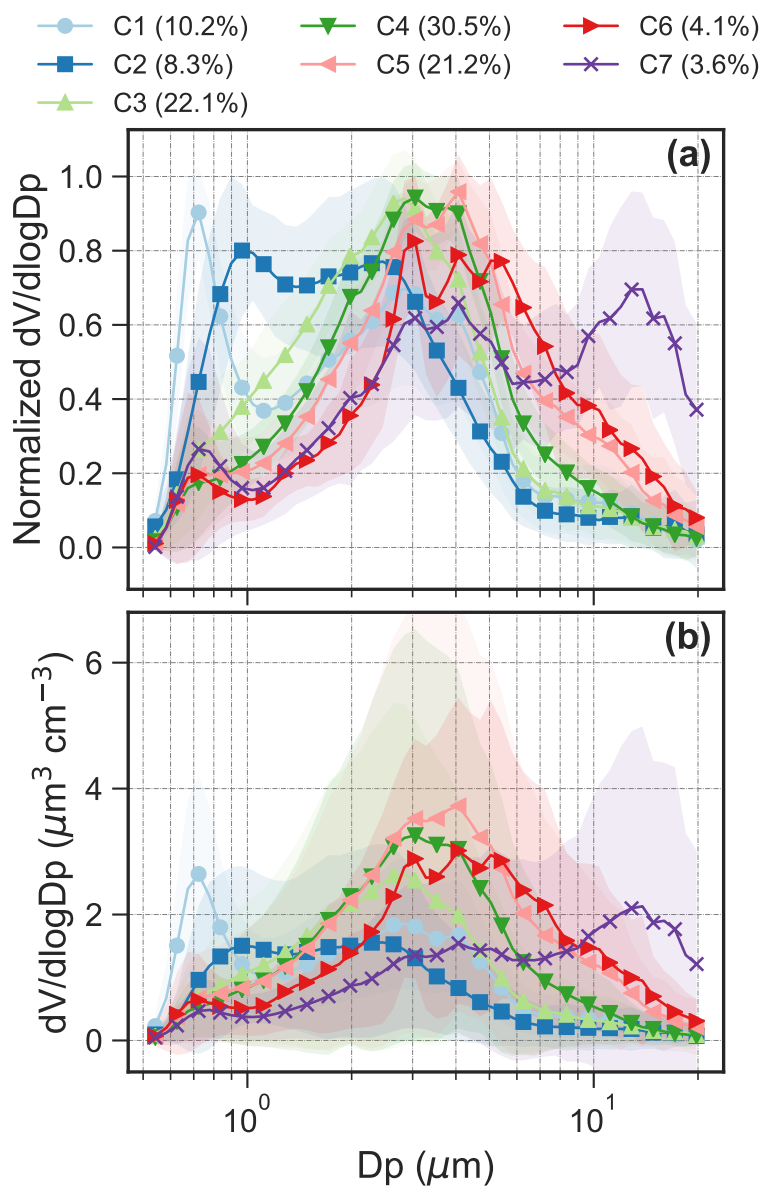 C1 (10.2%) C4 (30.5%) C6 (4.1%)
C2 (8.3%) C5 (21.2%) C7 (3.6%)
C3 (22.1%)
(a)
Normalized dV/dlogDp
1.0
0.8
0.6
0.4
0.2
0.0
(b)
dV/dlogDp (μm³ cm⁻³)
6
4
2
0
10⁰ 10¹
Dp (μm)